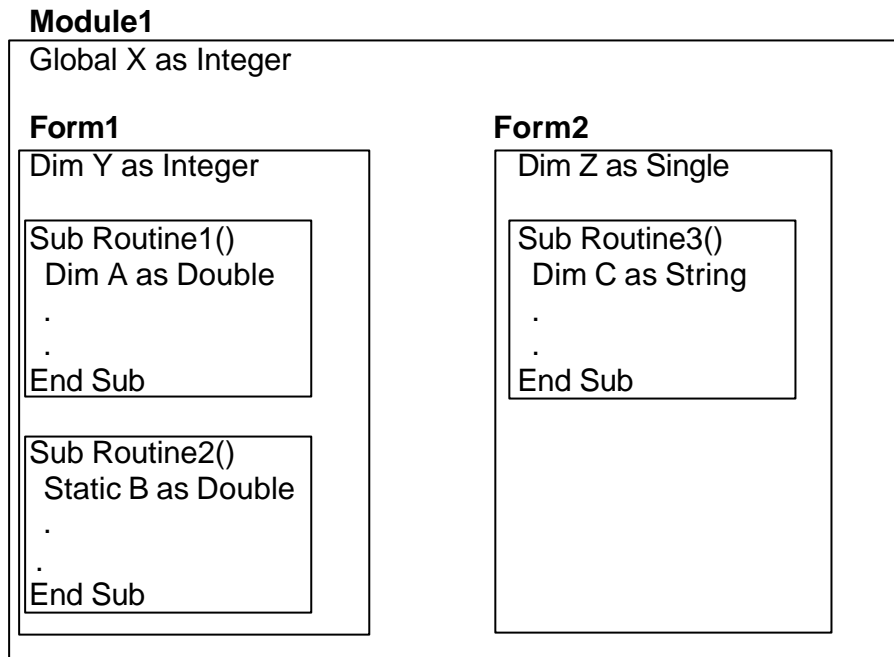 Module1
Global X as Integer
Form1
Dim Y as Integer
Sub Routine1()
Dim A as Double
.
.
End Sub
Sub Routine2()
Static B as Double
.
.
End Sub
Form2
Dim Z as Single
Sub Routine3()
Dim C as String
.
.
End Sub